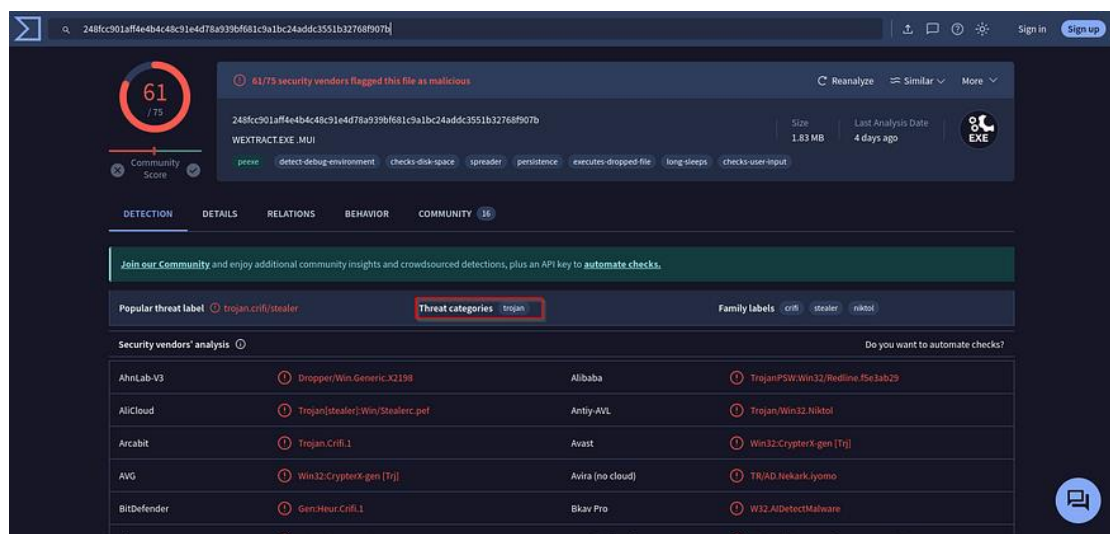 248fcc901aff4e4b4c48c91e4d78a939bf681c9a1bc24addc3551b32768f907b
Sign in Sign up
61
/ 75
Community
Score
61/75 security vendors flagged this file as malicious
Reanalyze Similar More
248fcc901aff4e4b4c48c91e4d78a939bf681c9a1bc24addc3551b32768f907b
WEXTRACT.EXE .MUI
Size
1.83 MB
Last Analysis Date
4 days ago
EXE
peexe detect-debug-environment checks-disk-space spreader persistence executes-dropped-file long-sleeps checks-user-input
DETECTION DETAILS RELATIONS BEHAVIOR COMMUNITY 16
Join our Community and enjoy additional community insights and crowdsourced detections, plus an API key to automate checks.
Popular threat label trojan.crifi/stealer Threat categories trojan Family labels crifi stealer niktol
Security vendors' analysis Do you want to automate checks?
AhnLab-V3 Dropper/Win.Generic.X2198 Alibaba TrojanPSW:Win32/Redline.f5e3ab29
AliCloud Trojan[stealer]:Win/Stealerc.pef Antiy-AVL Trojan/Win32.Niktol
Arcabit Trojan.Crifi.1 Avast Win32:CrypterX-gen [Trj]
AVG Win32:CrypterX-gen [Trj] Avira (no cloud) TR/AD.Nekark.iyomo
BitDefender Gen:Heur.Crifi.1 Bkav Pro W32.AIDetectMalware